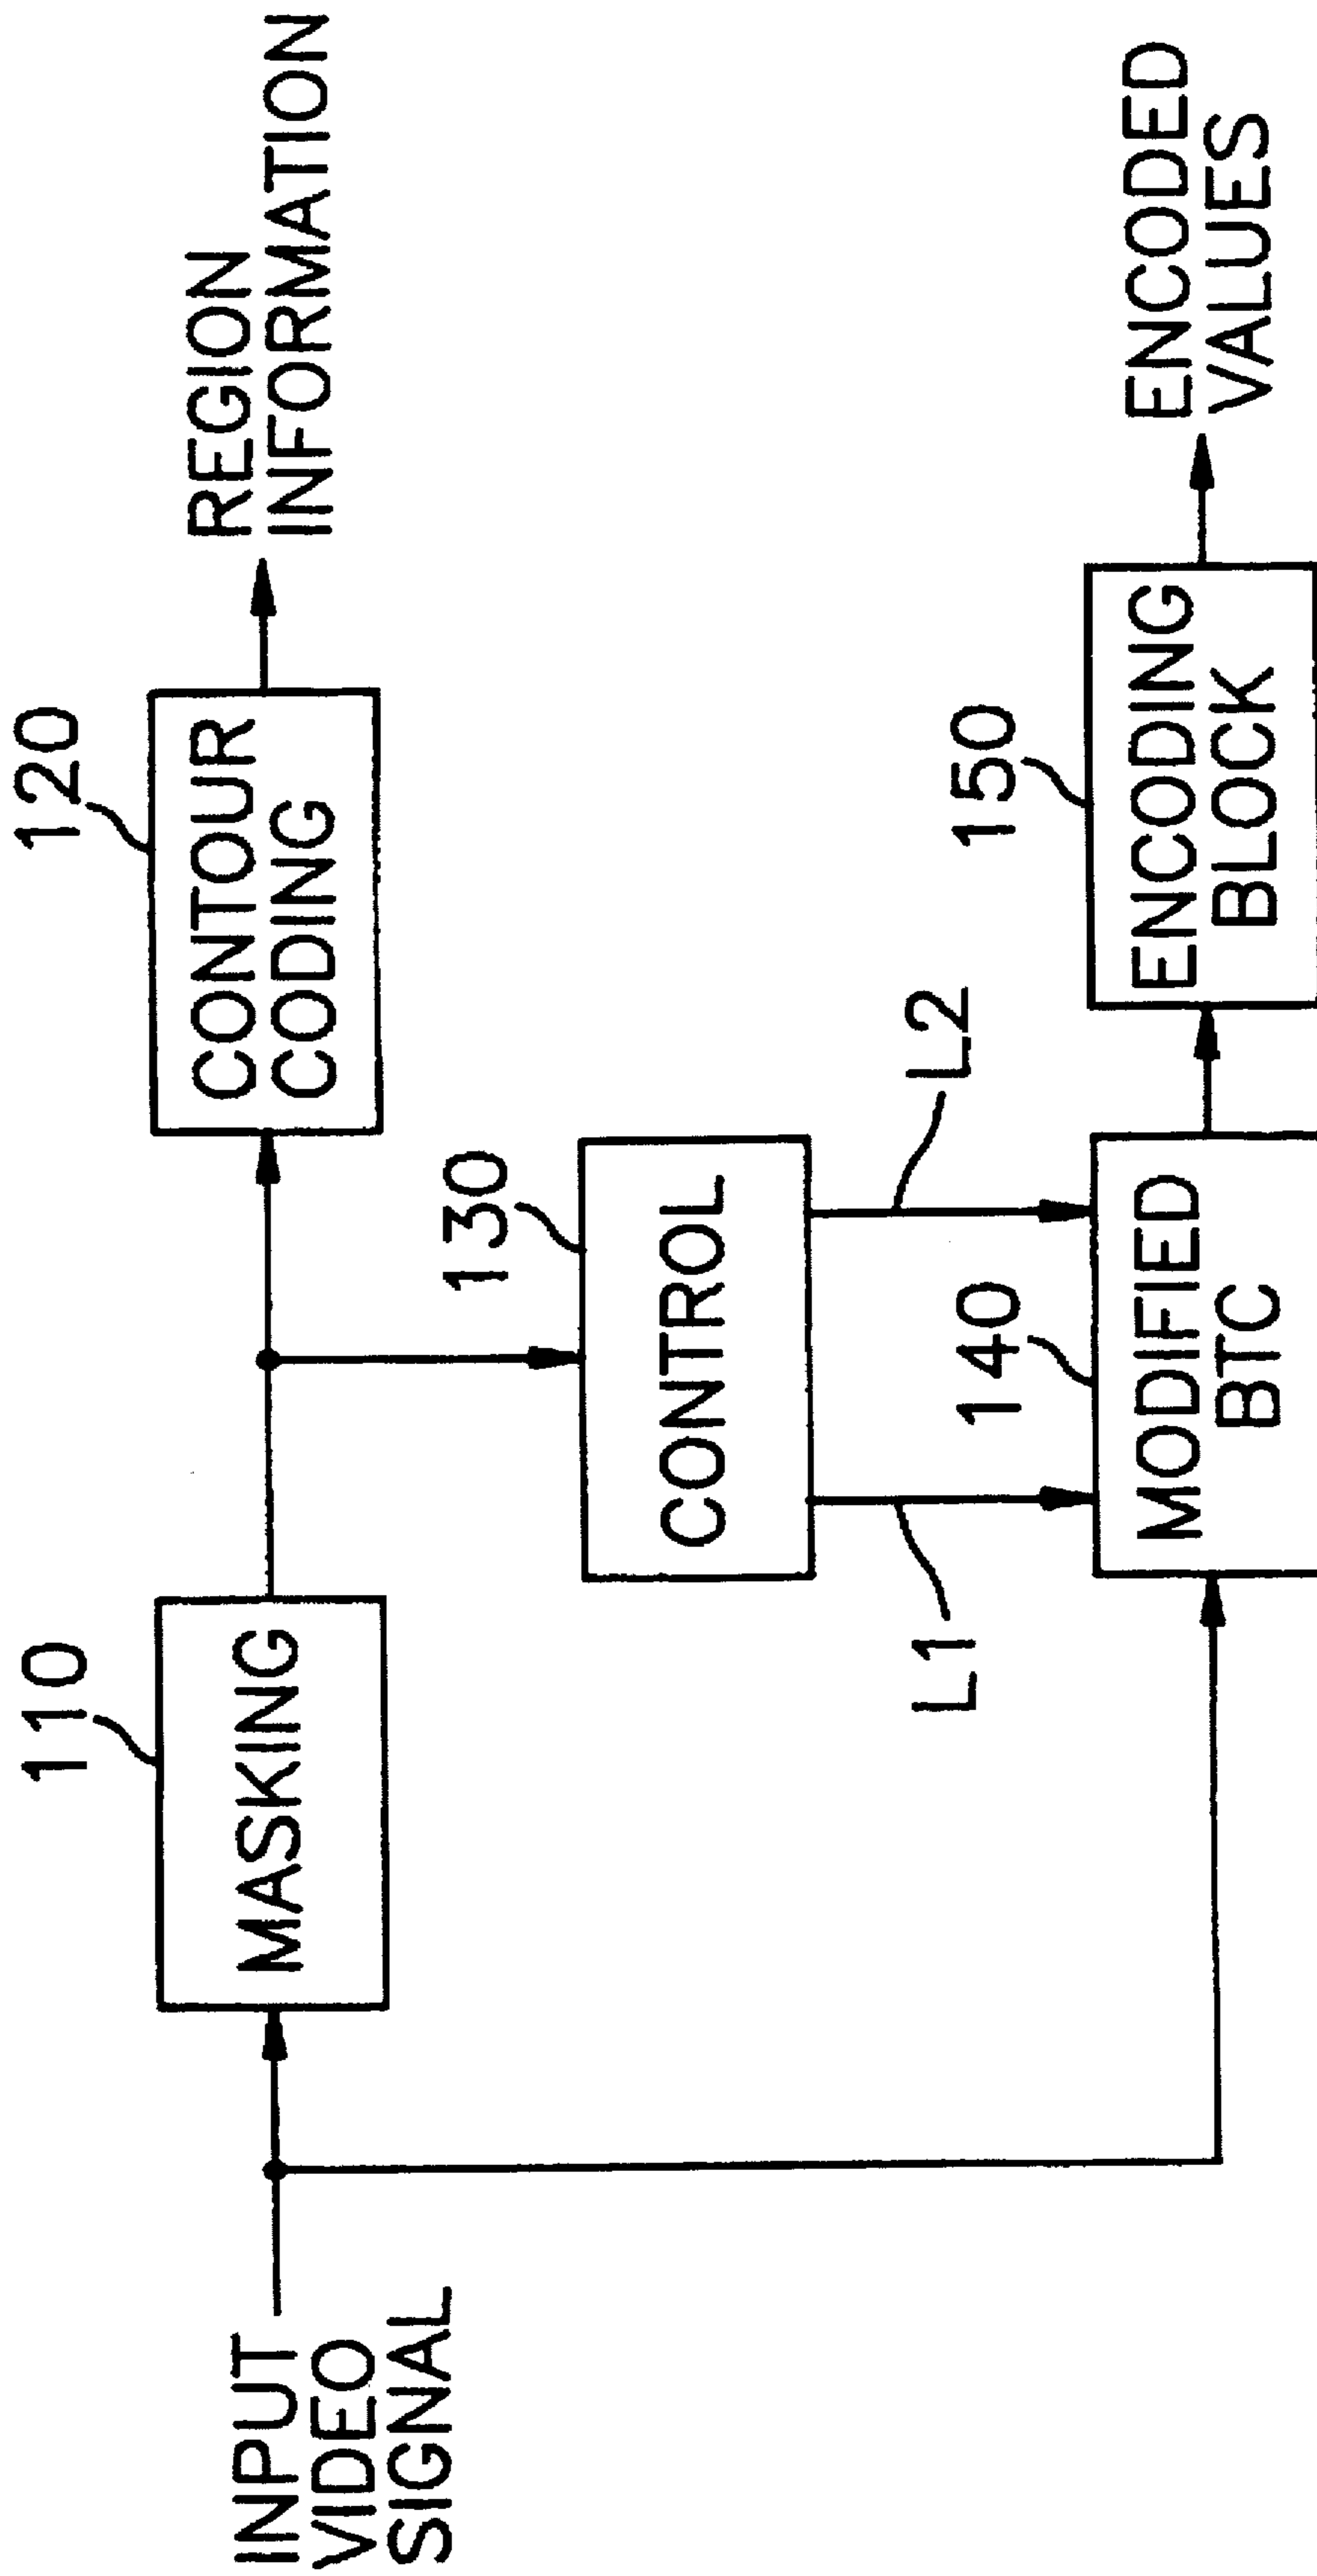 110
120
INPUT
VIDEO
SIGNAL
MASKING
CONTOUR
CODING
REGION
INFORMATION
130
CONTROL
L1
L2
140
150
MODIFIED
BTC
ENCODING
BLOCK
ENCODED
VALUES